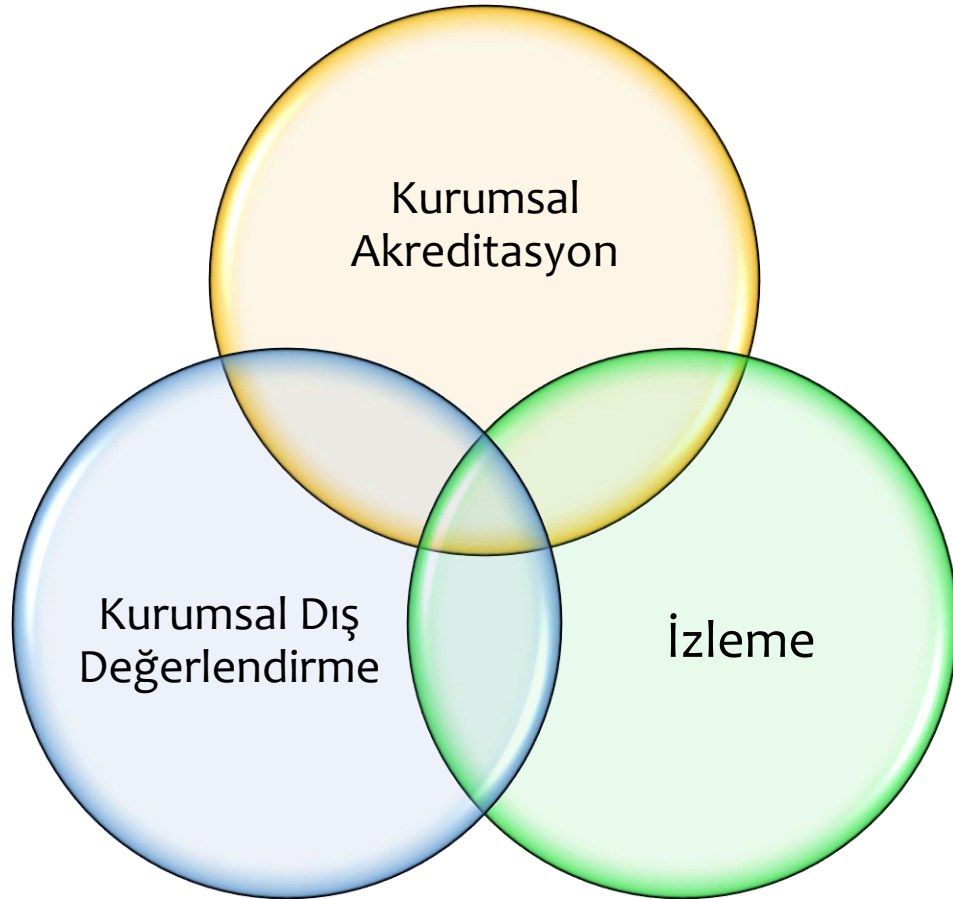 Kurumsal
Akreditasyon
Kurumsal Dış
Değerlendirme
İzleme